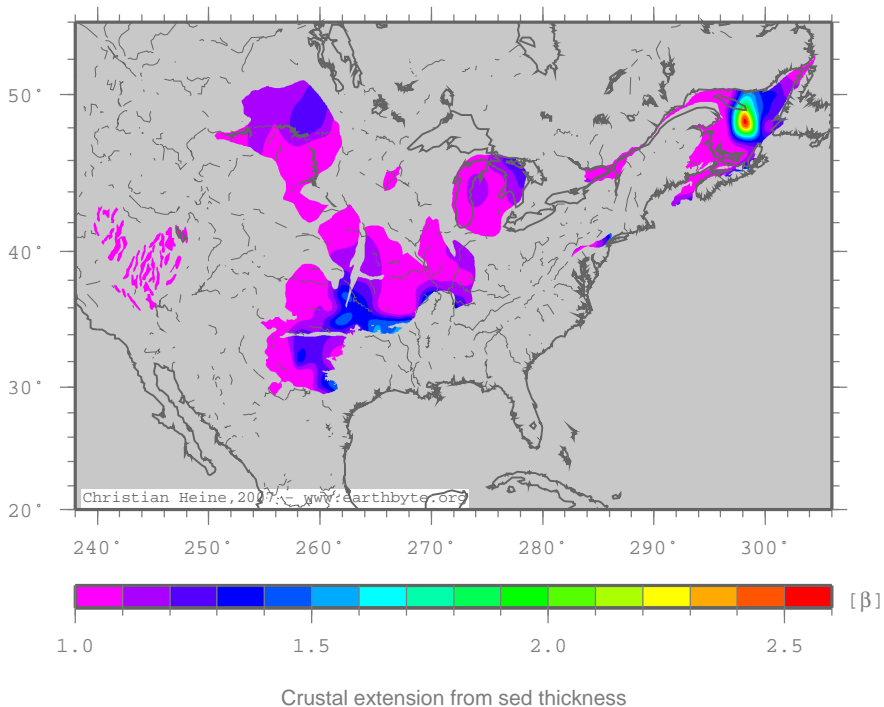 50°
40°
30°
20°
Christian Heine,2007 - www.earthbyte.org
240° 250° 260° 270° 280° 290° 300°
[β]
1.0 1.5 2.0 2.5
Crustal extension from sed thickness